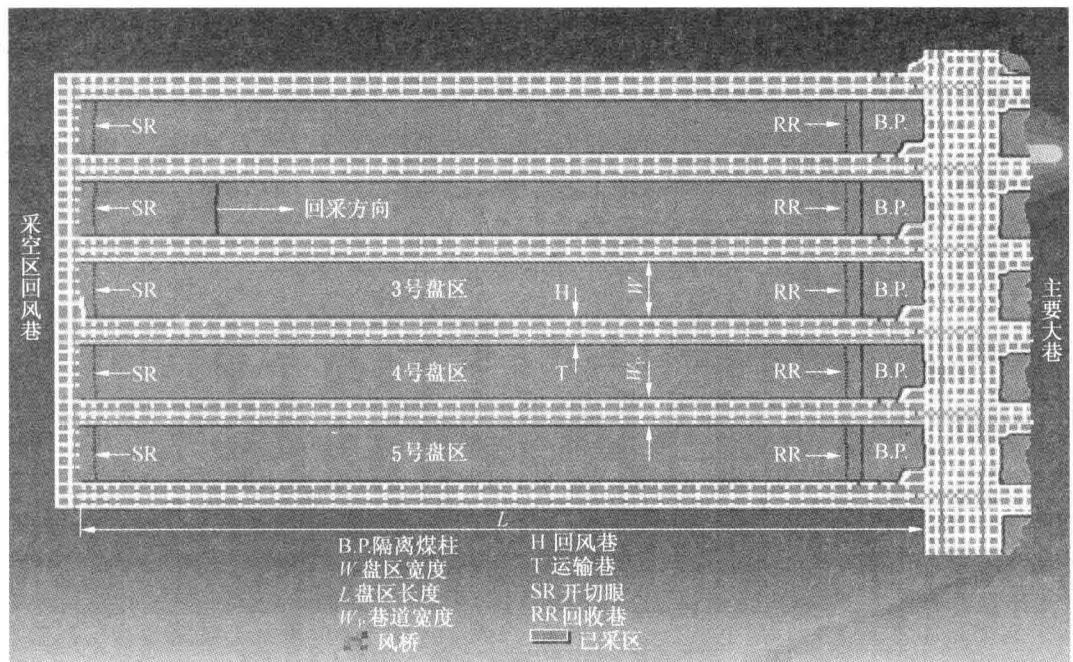 SR
RR
B.P.
SR
回采方向
RR
B.P.
采空区回风巷
SR
3号盘区
H
W
RR
B.P.
主要大巷
SR
4号盘区
T
Wp
RR
B.P.
SR
5号盘区
RR
B.P.
L
B.P.隔离煤柱
H 回风巷
W 盘区宽度
T 运输巷
L 盘区长度
SR 开切眼
Wp 巷道宽度
RR 回收巷
风桥
已采区